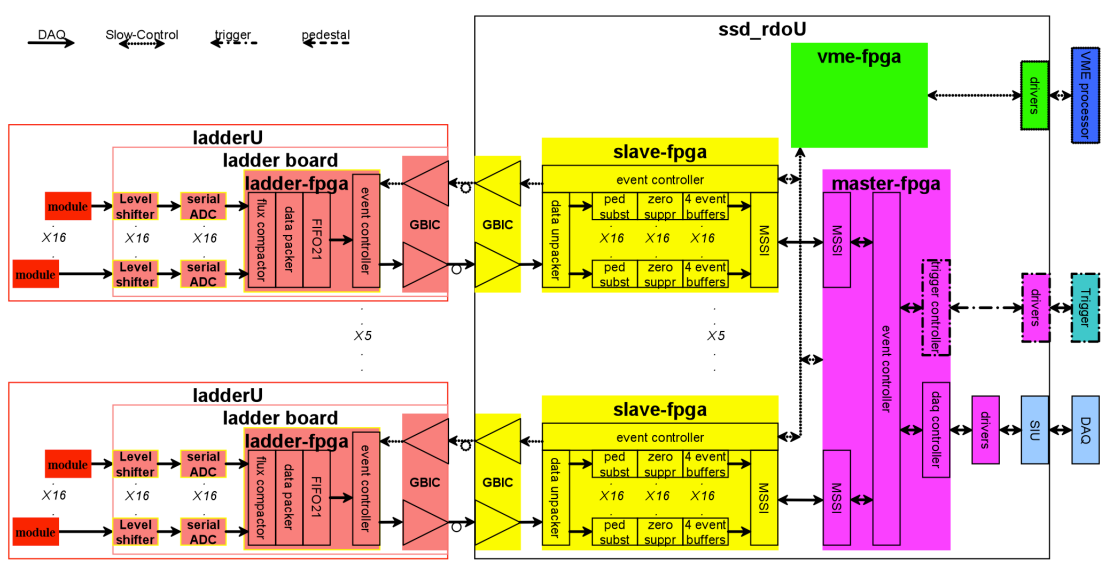 DAQ
Slow-Control
trigger
pedestal
ssd_rdoU
vme-fpga
drivers
VME processor
ladderU
ladder board
ladder-fpga
module
Level
shifter
serial
ADC
X16
X16
X16
module
Level
shifter
serial
ADC
flux compactor
data packer
FIFO21
event controller
GBIC
GBIC
slave-fpga
event controller
data unpacker
ped
subst
zero
suppr
4 event
buffers
X16
X16
X16
ped
subst
zero
suppr
4 event
buffers
MSSI
master-fpga
MSSI
event controller
trigger controller
drivers
Trigger
X5
X5
ladderU
ladder board
ladder-fpga
module
Level
shifter
serial
ADC
X16
X16
X16
module
Level
shifter
serial
ADC
flux compactor
data packer
FIFO21
event controller
GBIC
GBIC
slave-fpga
event controller
data unpacker
ped
subst
zero
suppr
4 event
buffers
X16
X16
X16
ped
subst
zero
suppr
4 event
buffers
MSSI
MSSI
daq controller
drivers
SIU
DAQ